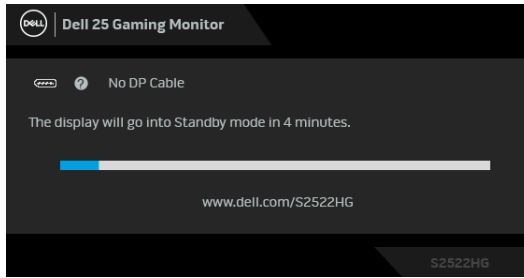 DELL
Dell 25 Gaming Monitor
? No DP Cable
The display will go into Standby mode in 4 minutes.
www.dell.com/S2522HG
S2522HG